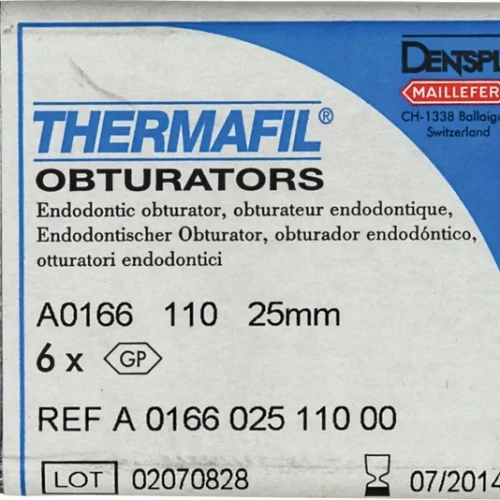 DENTSPL
MAILLEFER
CH-1338 Ballaigu
Switzerland
THERMAFIL®
OBTURATORS
Endodontic obturator, obturateur endodontique,
Endodontischer Obturator, obturador endodóntico,
otturatori endodontici
A0166 110 25mm
6 x GP
REF A 0166 025 110 00
LOT 02070828
07/2014